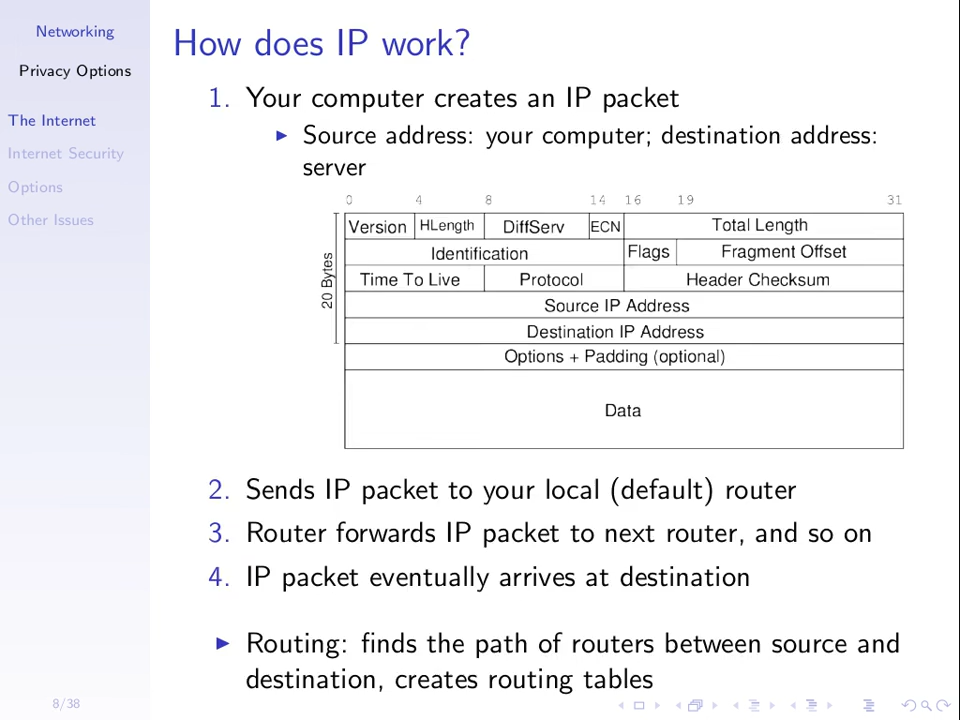 Networking
Privacy Options
The Internet
Internet Security
Options
Other Issues
How does IP work?
1. Your computer creates an IP packet
Source address: your computer; destination address:
server
0 4 8 14 16 19 31
Version HLength DiffServ ECN Total Length
Identification Flags Fragment Offset
Time To Live Protocol Header Checksum
Source IP Address
Destination IP Address
Options + Padding (optional)
Data
20 Bytes
2. Sends IP packet to your local (default) router
3. Router forwards IP packet to next router, and so on
4. IP packet eventually arrives at destination
Routing: finds the path of routers between source and
destination, creates routing tables
8/38